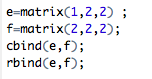 e=matrix(1,2,2) ;
f=matrix(2,2,2);
cbind(e,f);
rbind(e,f);